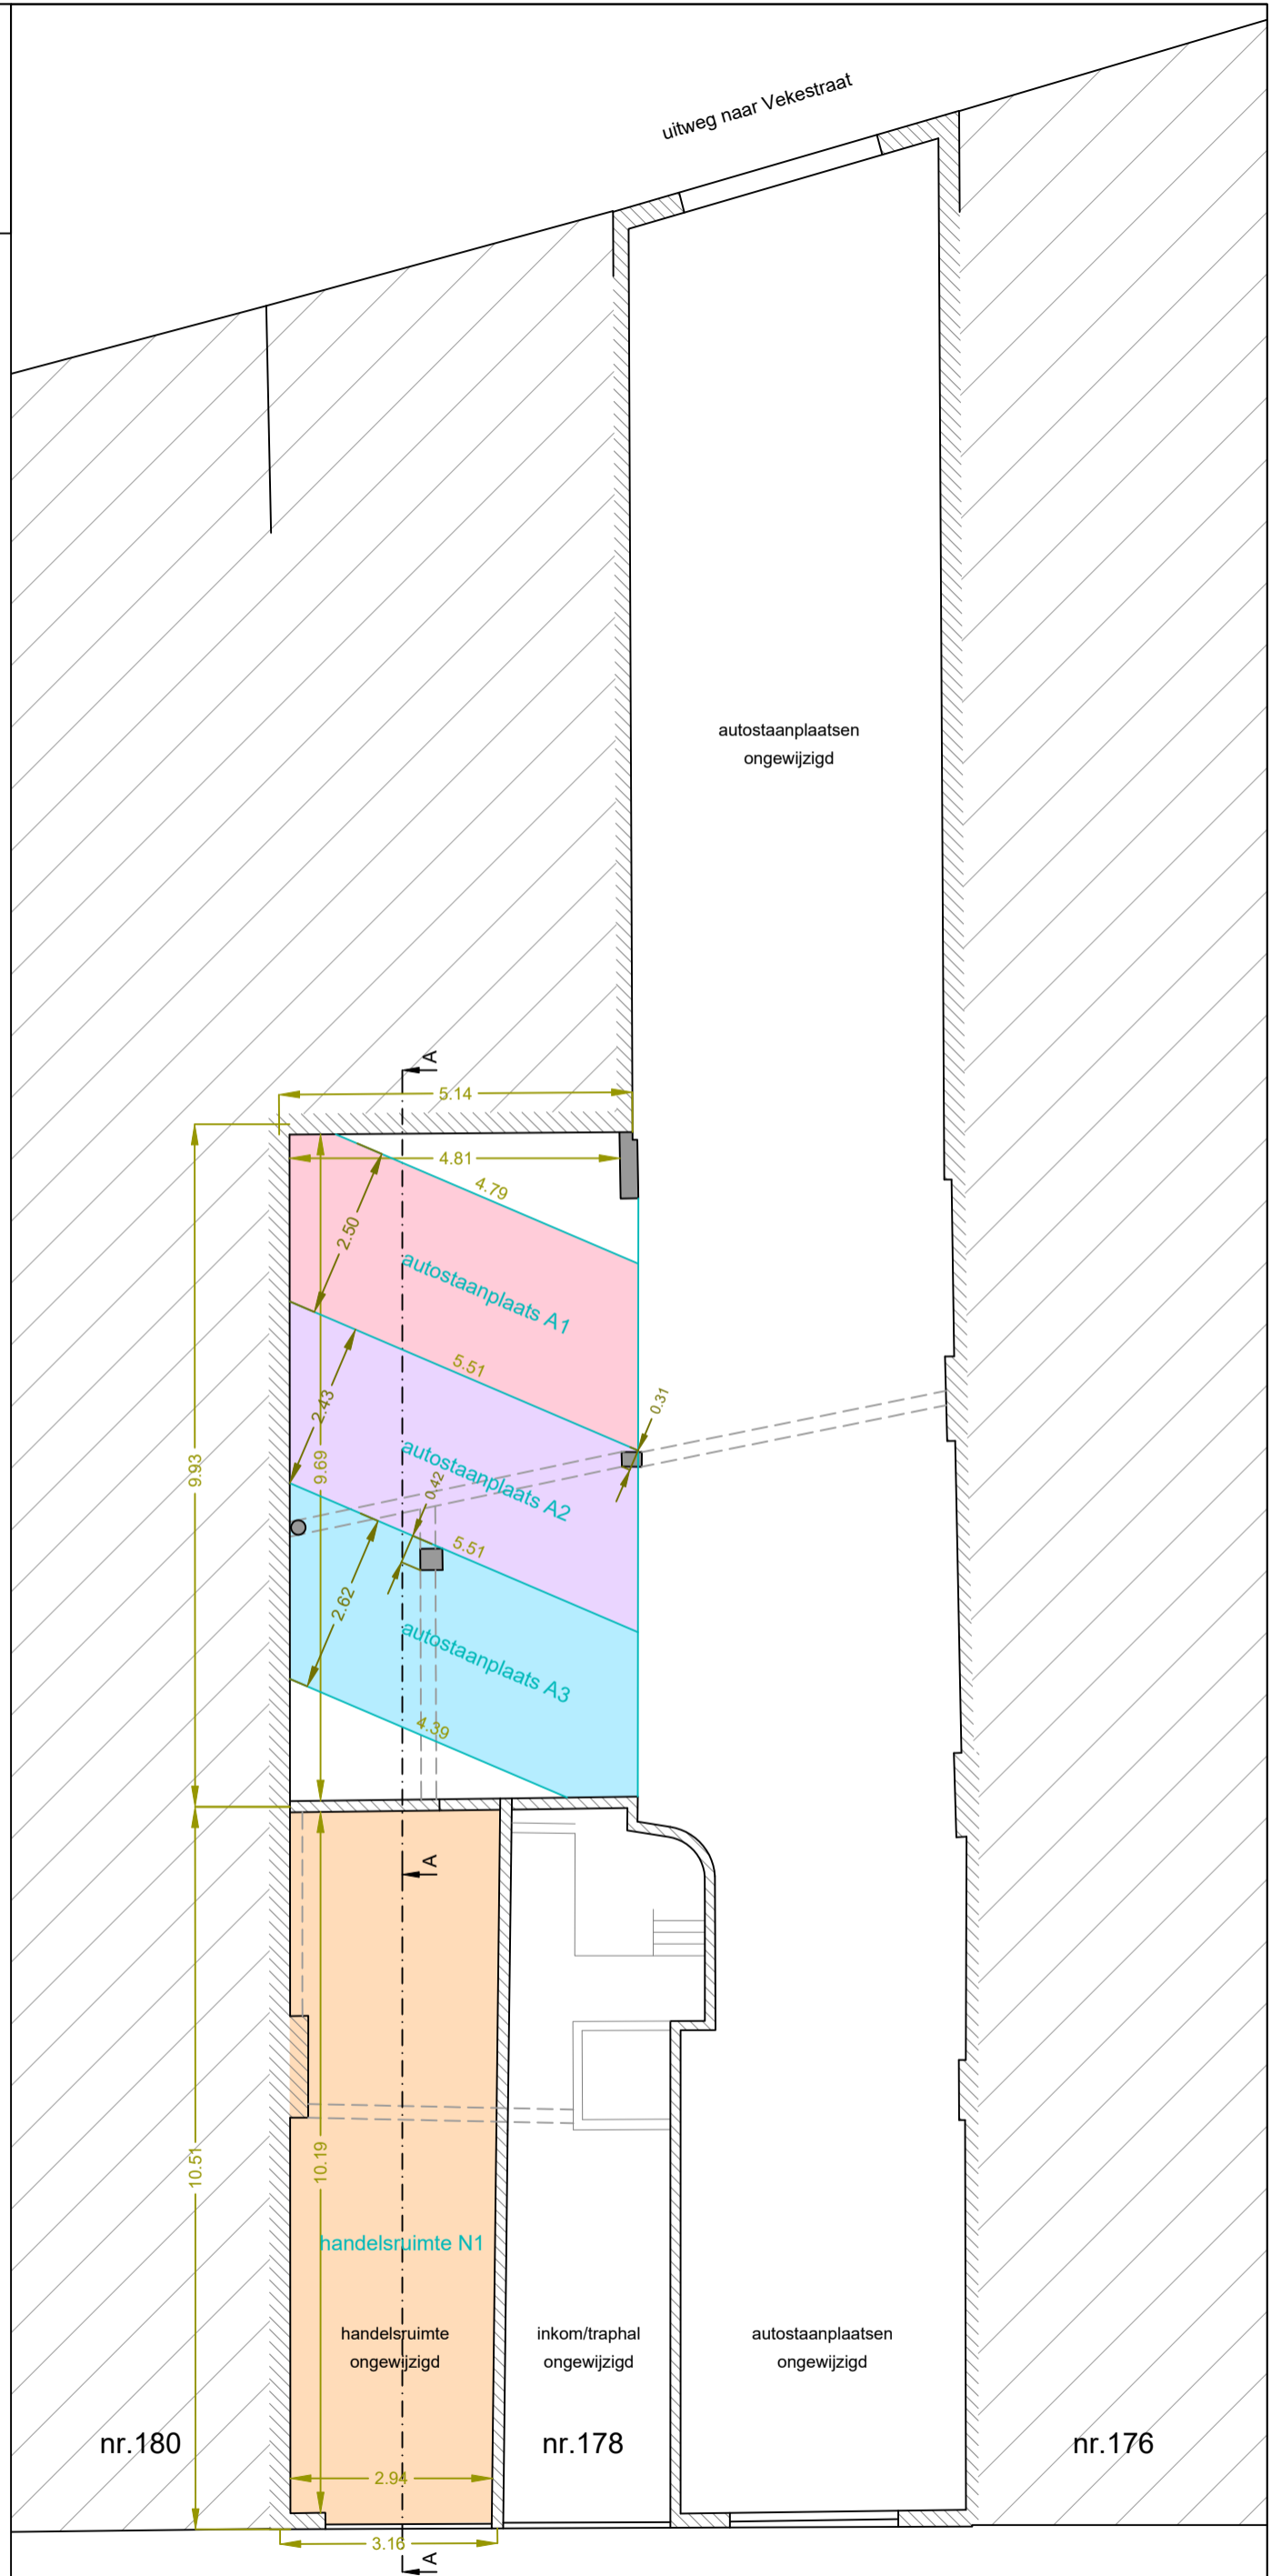 uitweg naar Vekestraat
autostaanplaatsen
ongewijzigd
A
5.14
4.81
4.79
2.50
autostaanplaats A1
5.51
2.43
0.31
9.93
9.69
autostaanplaats A2
0.42
5.51
2.62
autostaanplaats A3
4.39
A
10.51
10.19
handelsruimte N1
handelsruimte
ongewijzigd
inkom/traphal
ongewijzigd
autostaanplaatsen
ongewijzigd
nr.180
nr.178
nr.176
2.94
3.16
A